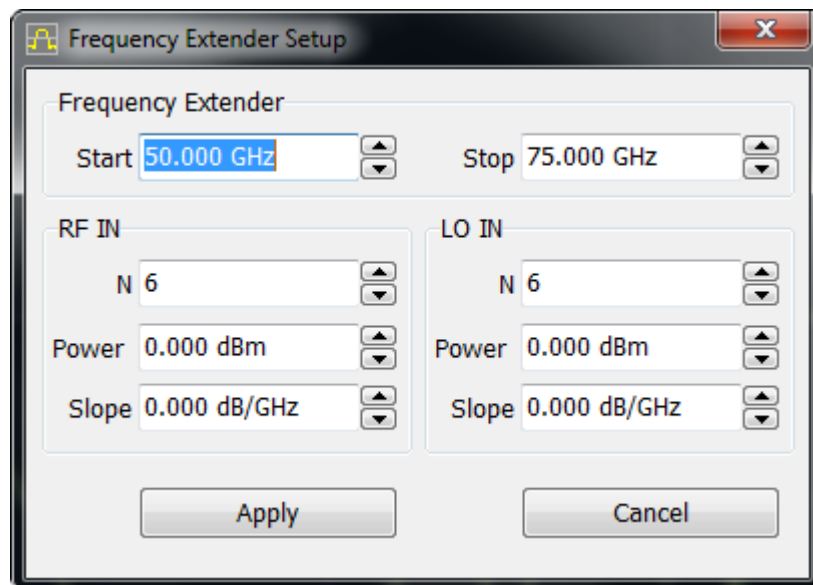 Frequency Extender Setup
Frequency Extender
Start 50.000 GHz Stop 75.000 GHz
RF IN LO IN
N 6 N 6
Power 0.000 dBm Power 0.000 dBm
Slope 0.000 dB/GHz Slope 0.000 dB/GHz
Apply Cancel